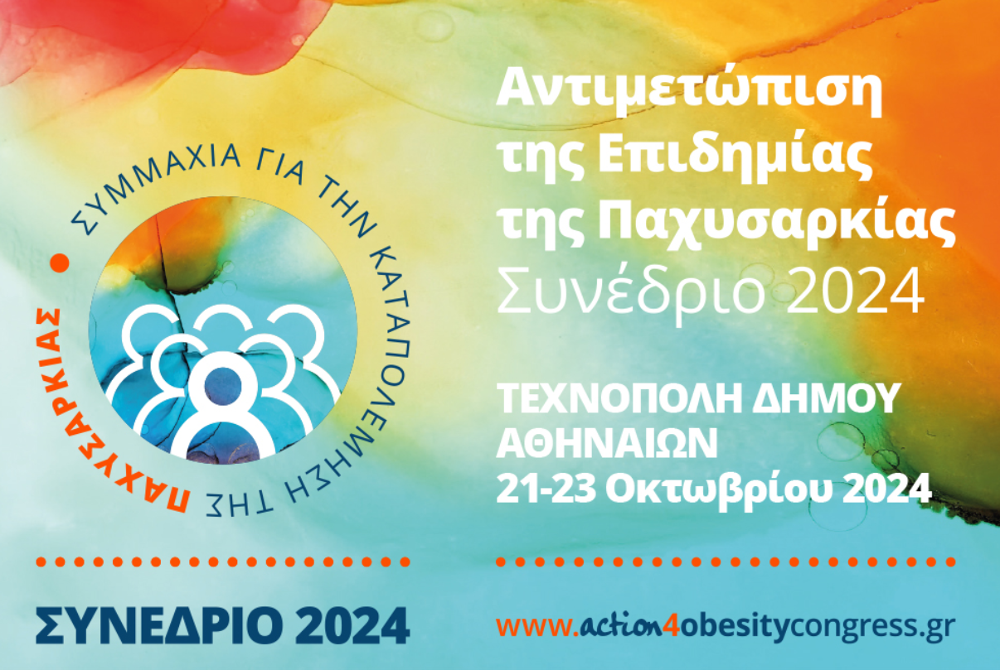 ΣΥΜΜΑΧΙΑ ΓΙΑ ΤΗΝ ΚΑΤΑΠΟΛΕΜΗΣΗ ΤΗΣ ΠΑΧΥΣΑΡΚΙΑΣ
ΣΥΝΕΔΡΙΟ 2024
Αντιμετώπιση
της Επιδημίας
της Παχυσαρκίας
Συνέδριο 2024
ΤΕΧΝΟΠΟΛΗ ΔΗΜΟΥ
ΑΘΗΝΑΙΩΝ
21-23 Οκτωβρίου 2024
www.action4obesitycongress.gr